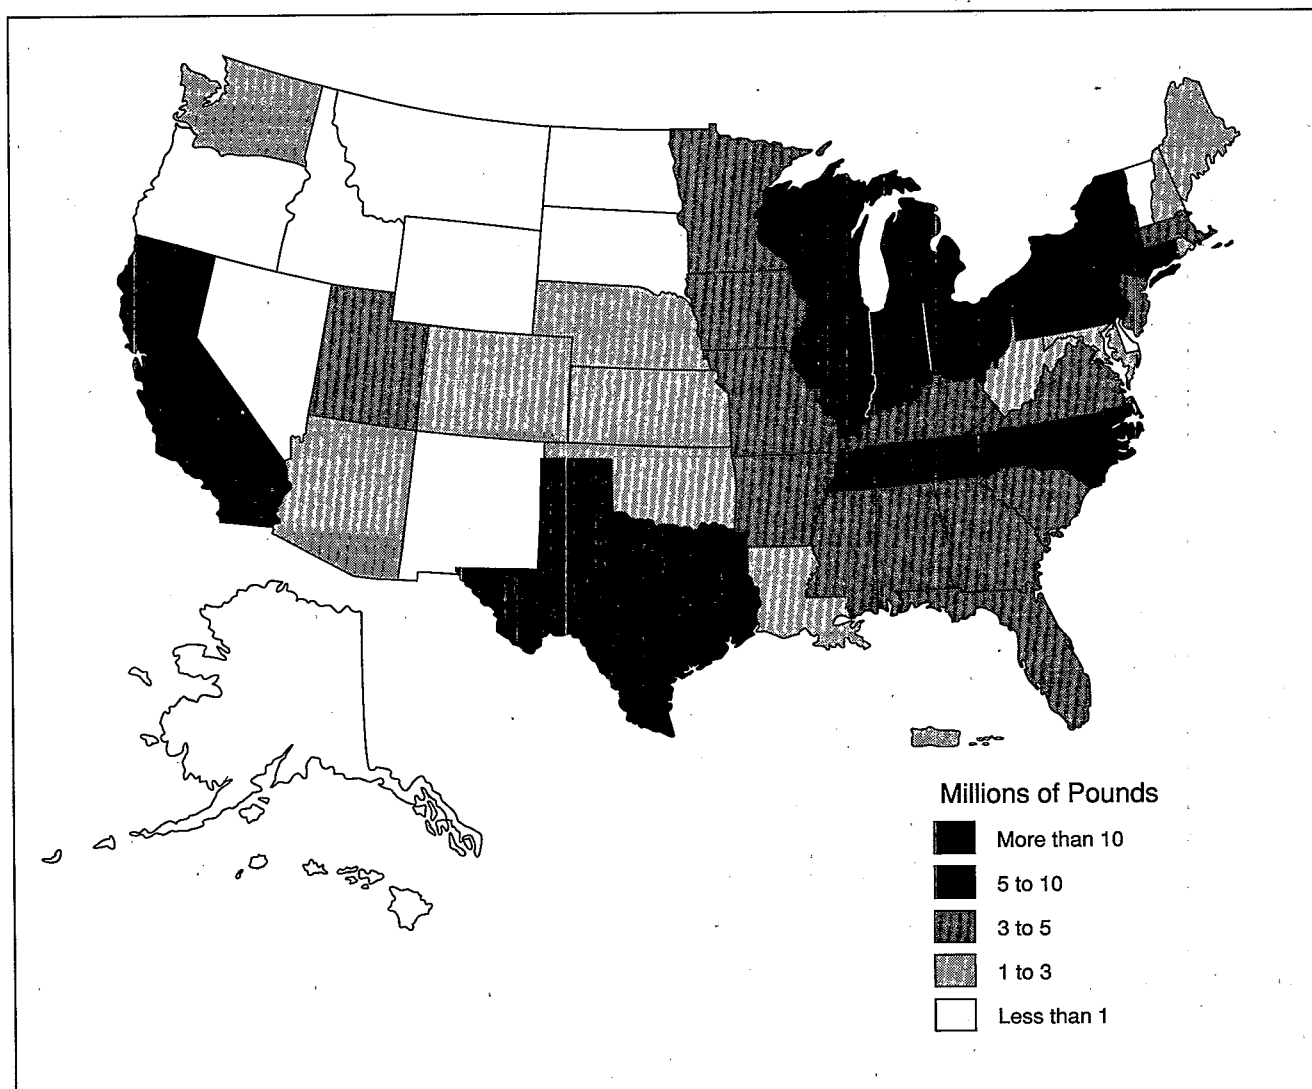 Millions of Pounds
More than 10
5 to 10
3 to 5
1 to 3
Less than 1